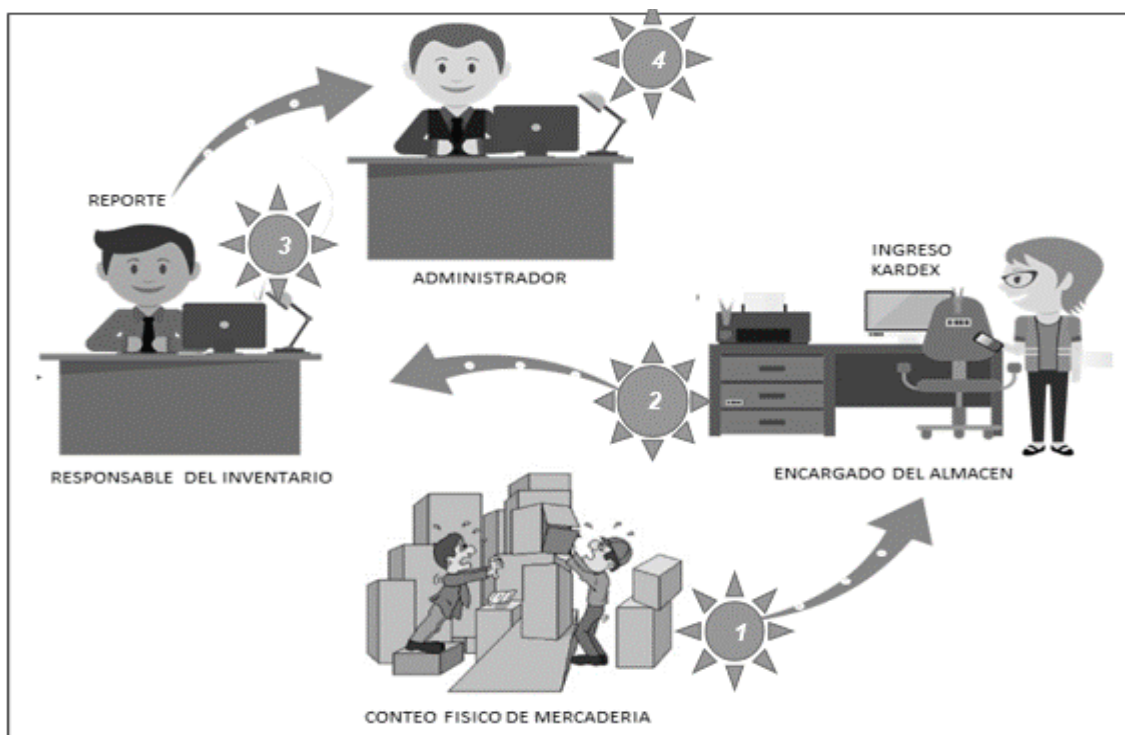 4
REPORTE
3
ADMINISTRADOR
INGRESO
KARDEX
2
RESPONSABLE DEL INVENTARIO
ENCARGADO DEL ALMACEN
1
CONTEO FISICO DE MERCADERIA